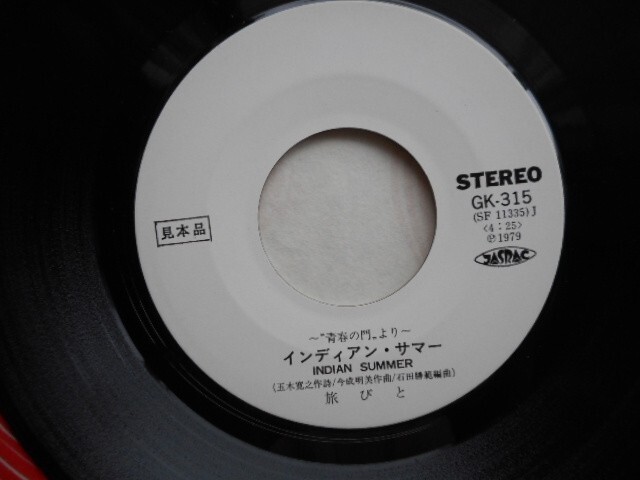 STEREO
GK-315
(SF 11335)J
<4:25>
℗1979
JASRAC
見本品
~"青春の門„より~
インディアン・サマー
INDIAN SUMMER
(五木寛之作詩/今成明美作曲/石田勝範編曲)
旅びと